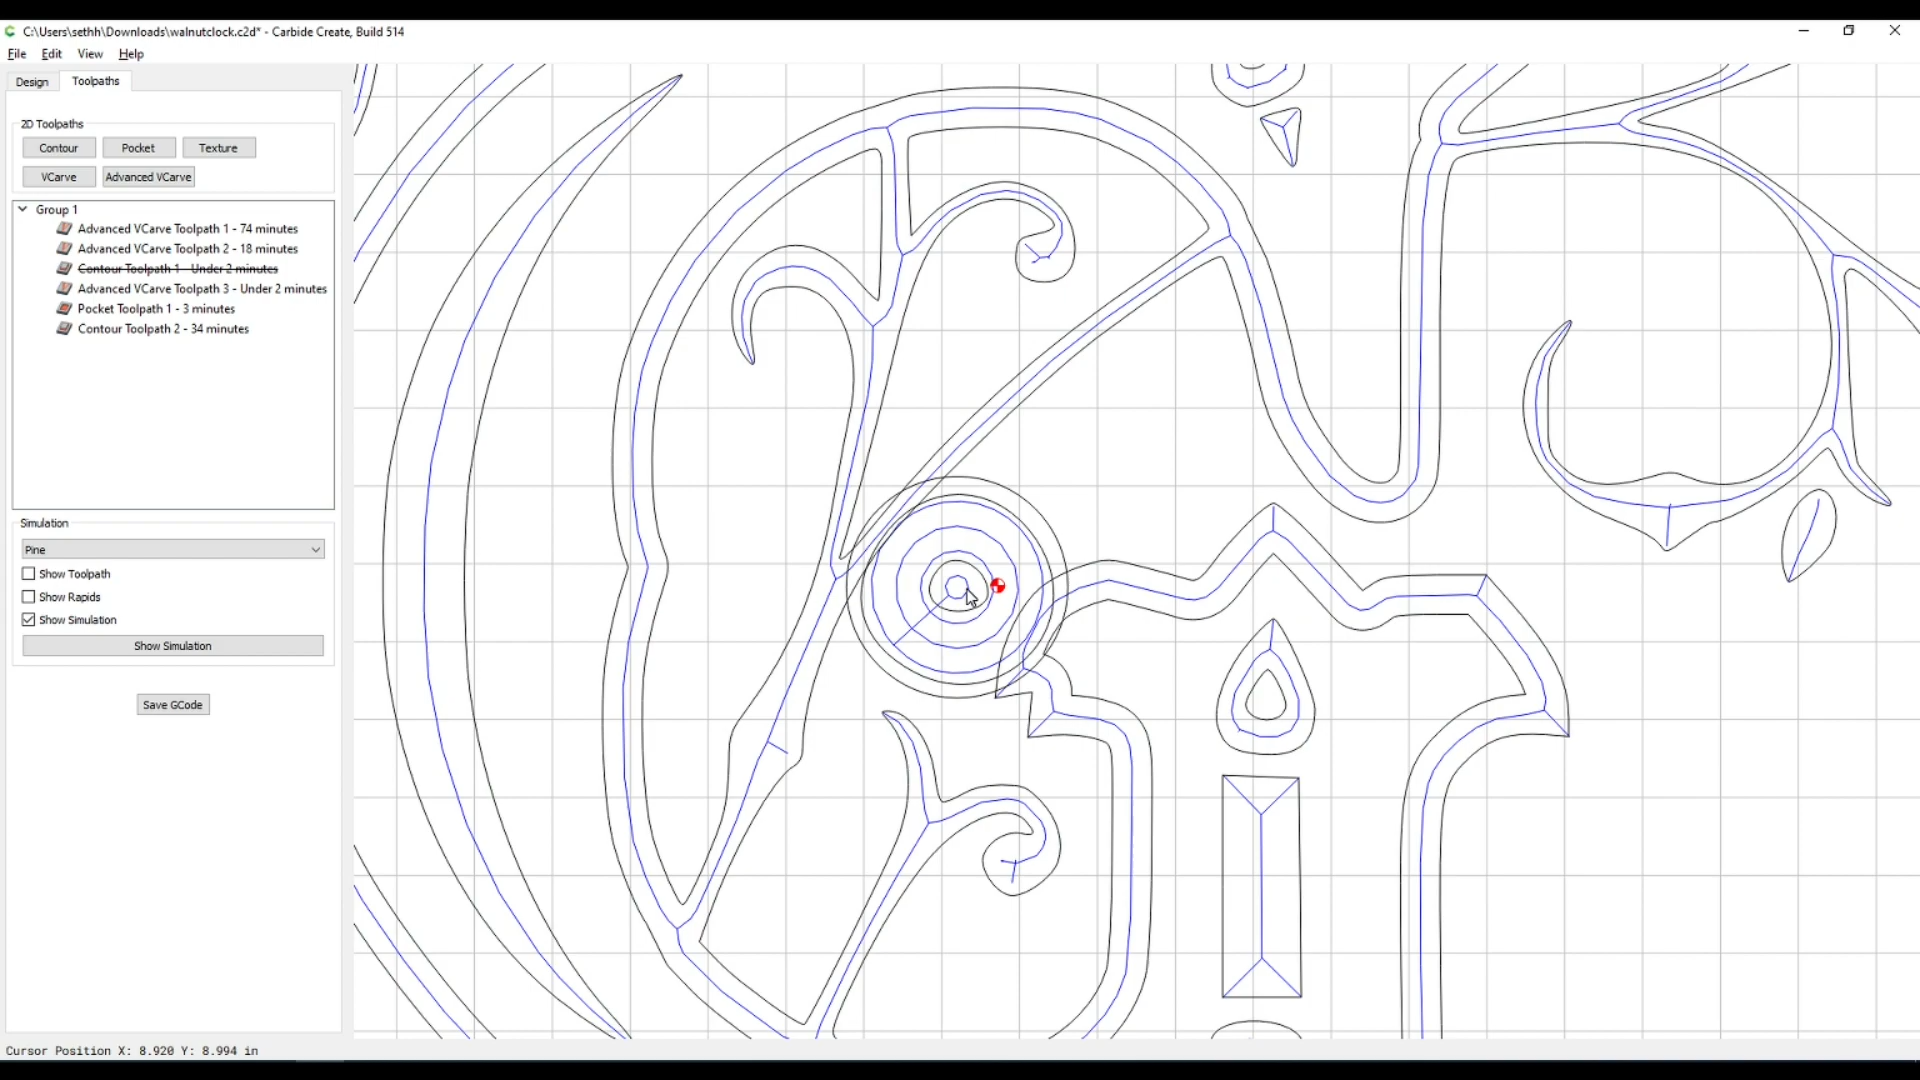 C:\Users\sethh\Downloads\walnutclock.c2d* - Carbide Create, Build 514
File Edit View Help
Design Toolpaths
2D Toolpaths
Contour Pocket Texture
VCarve Advanced VCarve
Group 1
Advanced VCarve Toolpath 1 - 74 minutes
Advanced VCarve Toolpath 2 - 18 minutes
Contour Toolpath 1 - Under 2 minutes
Advanced VCarve Toolpath 3 - Under 2 minutes
Pocket Toolpath 1 - 3 minutes
Contour Toolpath 2 - 34 minutes
Simulation
Pine
Show Toolpath
Show Rapids
Show Simulation
Show Simulation
Save GCode
Cursor Position X: 8.920 Y: 8.994 in